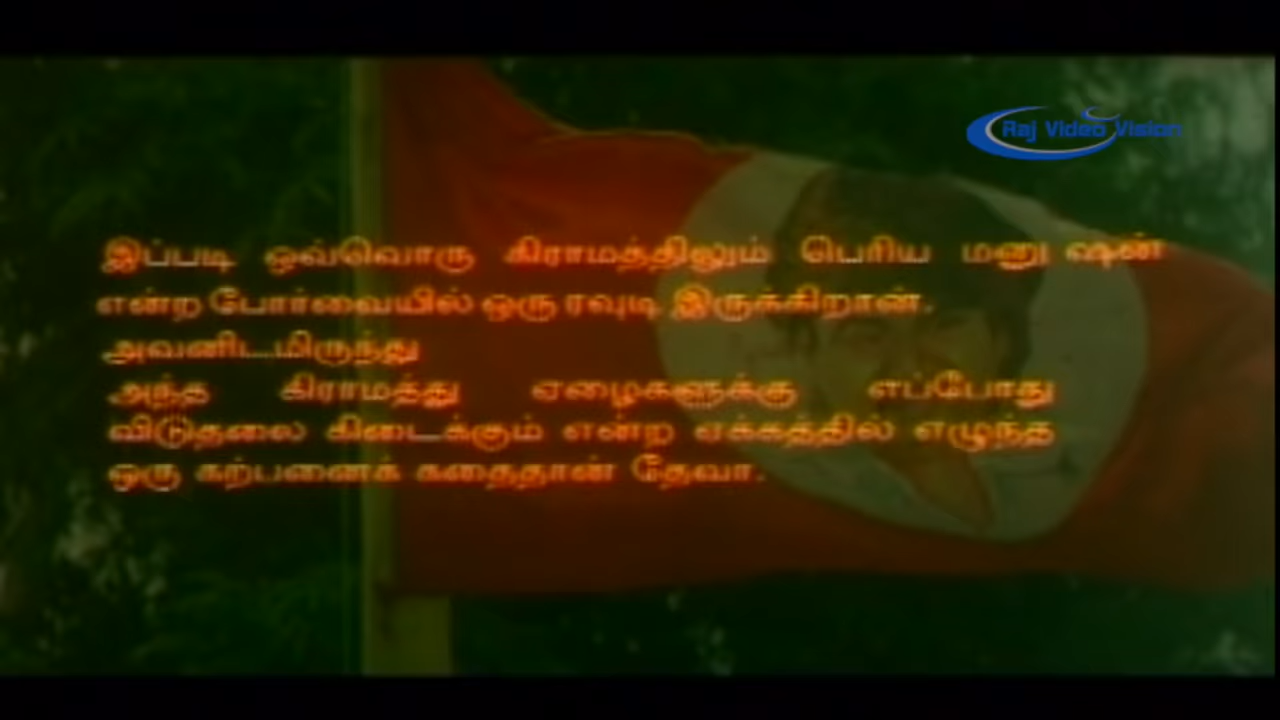 Raj Video Vision
இப்படி ஒவ்வொரு கிராமத்திலும் பெரிய மனு ஷன்
என்ற போர்வையில் ஒரு ரவுடி இருக்கிறான்.
அவனிடமிருந்து
அந்த கிராமத்து ஏழைகளுக்கு எப்போது
விடுதலை கிடைக்கும் என்ற ஏக்கத்தில் எழுந்த
ஒரு கற்பனைக் கதைதான் தேவா.